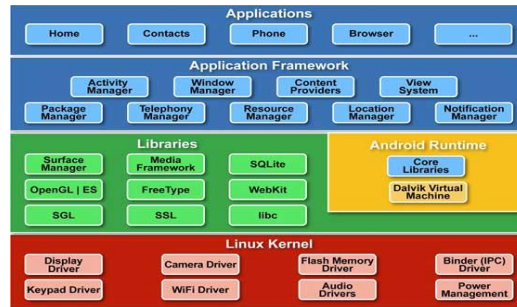 Applications
Home Contacts Phone Browser ...
Application Framework
Activity Manager Window Manager Content Providers View System
Package Manager Telephony Manager Resource Manager Location Manager Notification Manager
Libraries
Surface Manager Media Framework SQLite
OpenGL | ES FreeType WebKit
SGL SSL libc
Android Runtime
Core Libraries
Dalvik Virtual Machine
Linux Kernel
Display Driver Camera Driver Flash Memory Driver Binder (IPC) Driver
Keypad Driver WiFi Driver Audio Drivers Power Management